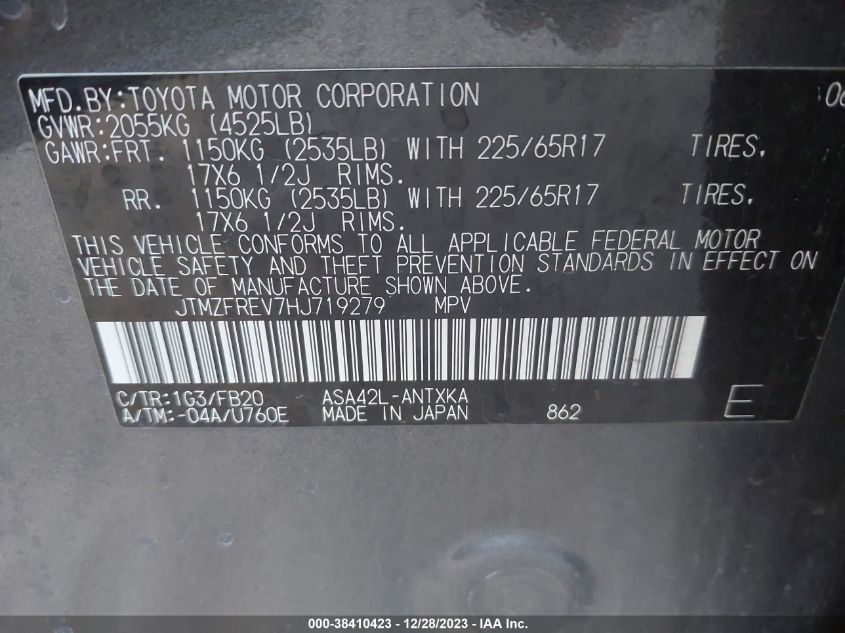 MFD.BY:TOYOTA MOTOR CORPORATION 06
GVWR:2055KG (4525LB)
GAWR:FRT. 1150KG (2535LB) WITH 225/65R17 TIRES,
17X6 1/2J RIMS.
RR. 1150KG (2535LB) WITH 225/65R17 TIRES,
17X6 1/2J RIMS.
THIS VEHICLE CONFORMS TO ALL APPLICABLE FEDERAL MOTOR
VEHICLE SAFETY AND THEFT PREVENTION STANDARDS IN EFFECT ON
THE DATE OF MANUFACTURE SHOWN ABOVE.
JTMZFREV7HJ719279 MPV
C/TR:1G3/FB20 ASA42L-ANTXKA
A/TM:-04A/U760E MADE IN JAPAN 862 E
000-38410423 - 12/28/2023 - IAA Inc.